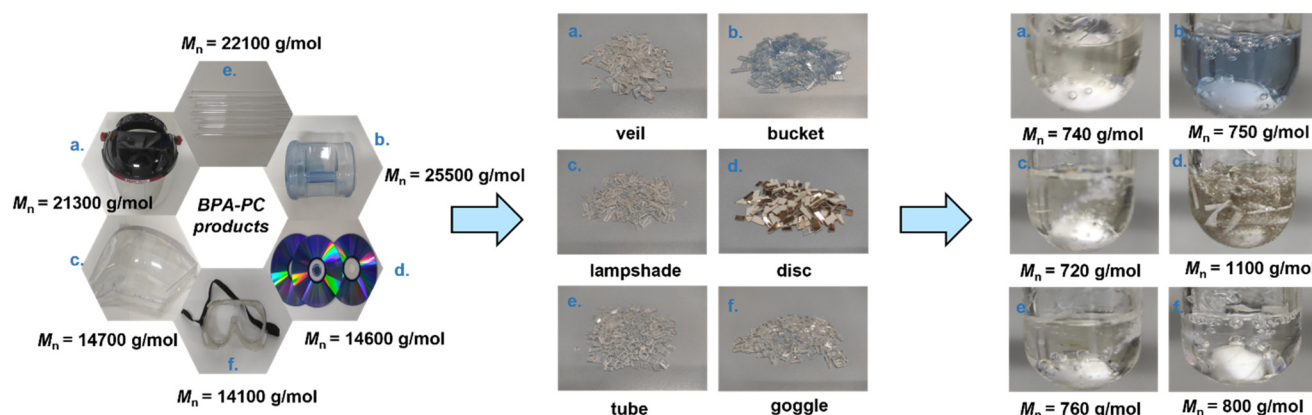 Mn = 22100 g/mol
e.
a.
b.
Mn = 25500 g/mol
Mn = 21300 g/mol
BPA-PC
products
c.
d.
Mn = 14700 g/mol
Mn = 14600 g/mol
f.
Mn = 14100 g/mol
a.
b.
veil
bucket
c.
d.
lampshade
disc
e.
f.
tube
goggle
a.
b.
Mn = 740 g/mol
Mn = 750 g/mol
c.
d.
Mn = 720 g/mol
Mn = 1100 g/mol
e.
f.
Mn = 760 g/mol
Mn = 800 g/mol